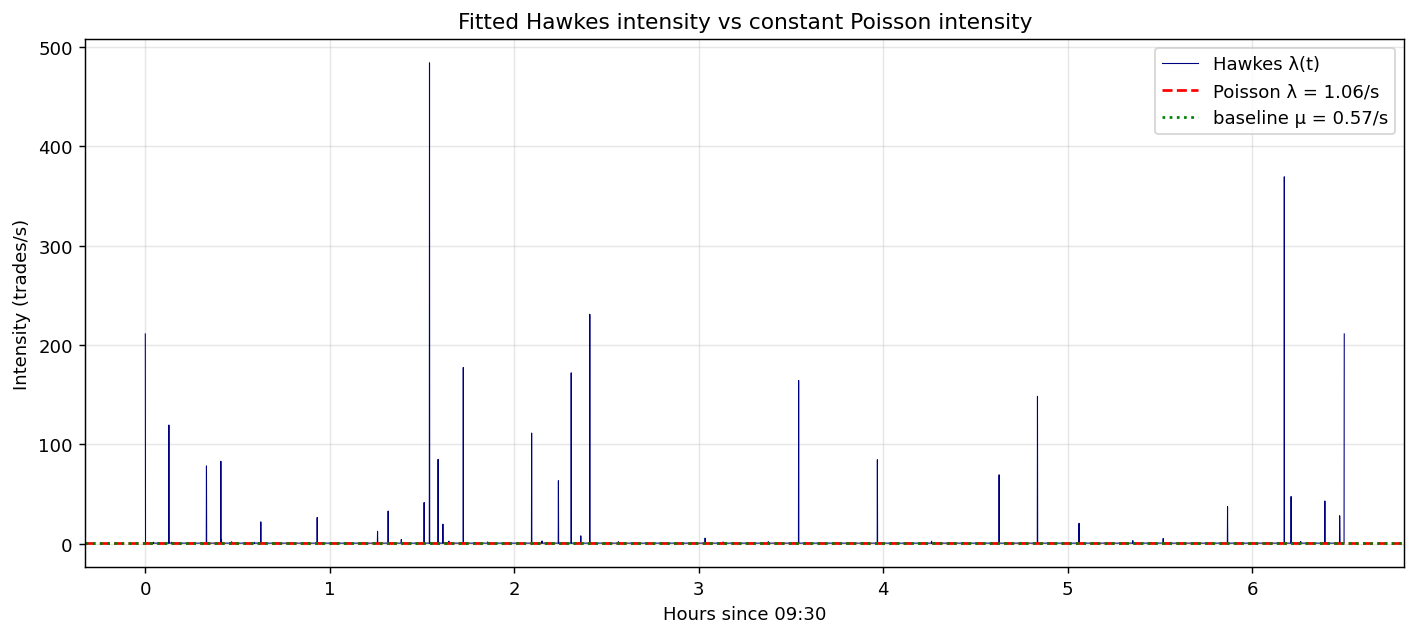 Fitted Hawkes intensity vs constant Poisson intensity
Hawkes λ(t)
Poisson λ = 1.06/s
baseline μ = 0.57/s
Intensity (trades/s)
500
400
300
200
100
0
0 1 2 3 4 5 6
Hours since 09:30